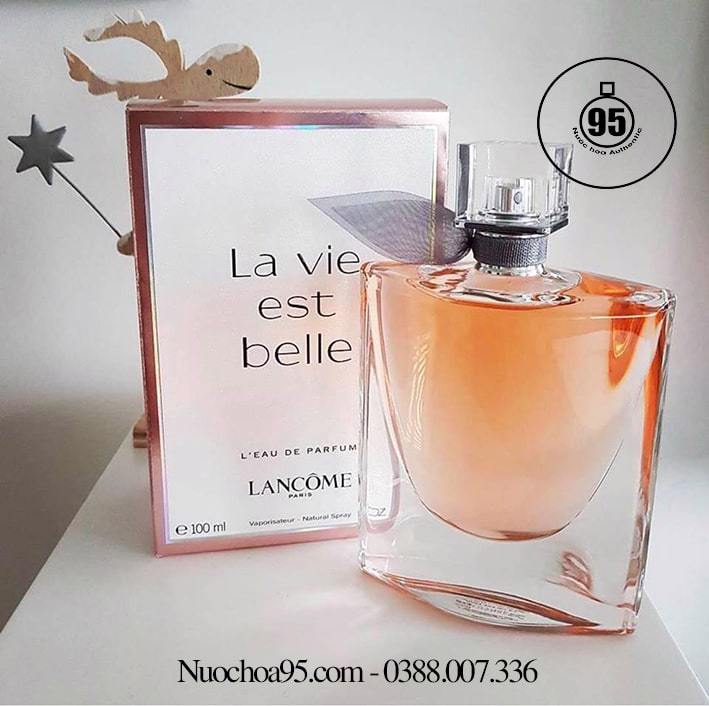 95
Nước hoa Authentic
La vie
est
belle
L'EAU DE PARFUM
LANCÔME
PARIS
e 100 ml
Vaporisateur - Natural Spray
Nuochoa95.com - 0388.007.336